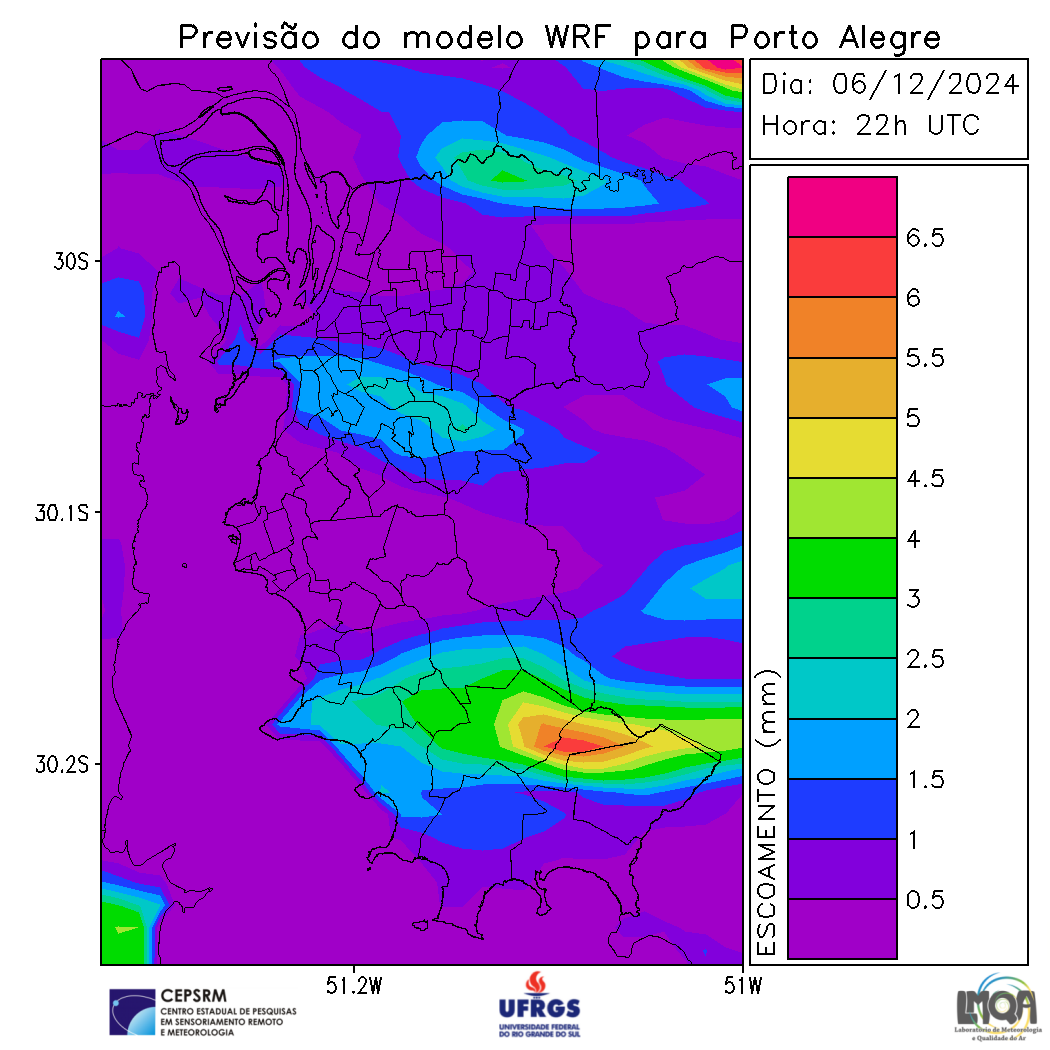 Previsão do modelo WRF para Porto Alegre
Dia: 06/12/2024
Hora: 22h UTC
30S
30.1S
30.2S
51.2W
51W
ESCOAMENTO (mm)
6.5
6
5.5
5
4.5
4
3
2.5
2
1.5
1
0.5
CEPSRM
CENTRO ESTADUAL DE PESQUISAS
EM SENSORIAMENTO REMOTO
E METEOROLOGIA
UFRGS
UNIVERSIDADE FEDERAL
DO RIO GRANDE DO SUL
LMQA
Laboratório de Meteorologia
e Qualidade do Ar